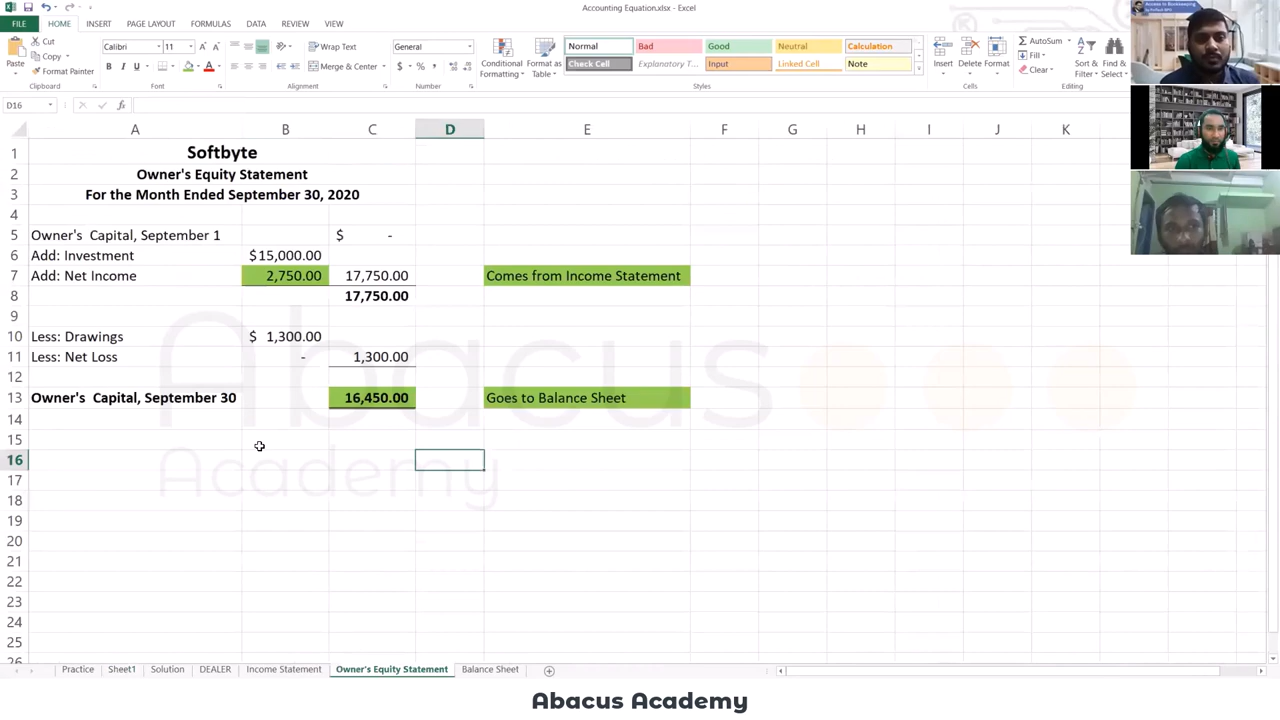 Accounting Equation.xlsx - Excel
FILE HOME INSERT PAGE LAYOUT FORMULAS DATA REVIEW VIEW
Access to Bookkeeping
Cut
Copy
Format Painter
Paste
Clipboard
Calibri 11
B I U
Font
Wrap Text
Merge & Center
Alignment
General
$ % ,
Number
Conditional Formatting
Format as Table
Normal Bad Good Neutral Calculation
Check Cell Explanatory T... Input Linked Cell Note
Styles
Insert Delete Format
Cells
AutoSum
Fill
Clear
Sort & Filter
Find & Select
Editing
D16
A B C D E F G H I J K
1 Softbyte
2 Owner's Equity Statement
3 For the Month Ended September 30, 2020
4
5 Owner's Capital, September 1 $ -
6 Add: Investment $15,000.00
7 Add: Net Income 2,750.00 17,750.00 Comes from Income Statement
8 17,750.00
9
10 Less: Drawings $ 1,300.00
11 Less: Net Loss - 1,300.00
12
13 Owner's Capital, September 30 16,450.00 Goes to Balance Sheet
14
15
16
17
18
19
20
21
22
23
24
25
26
Abacus
Academy
Practice Sheet1 Solution DEALER Income Statement Owner's Equity Statement Balance Sheet
Abacus Academy